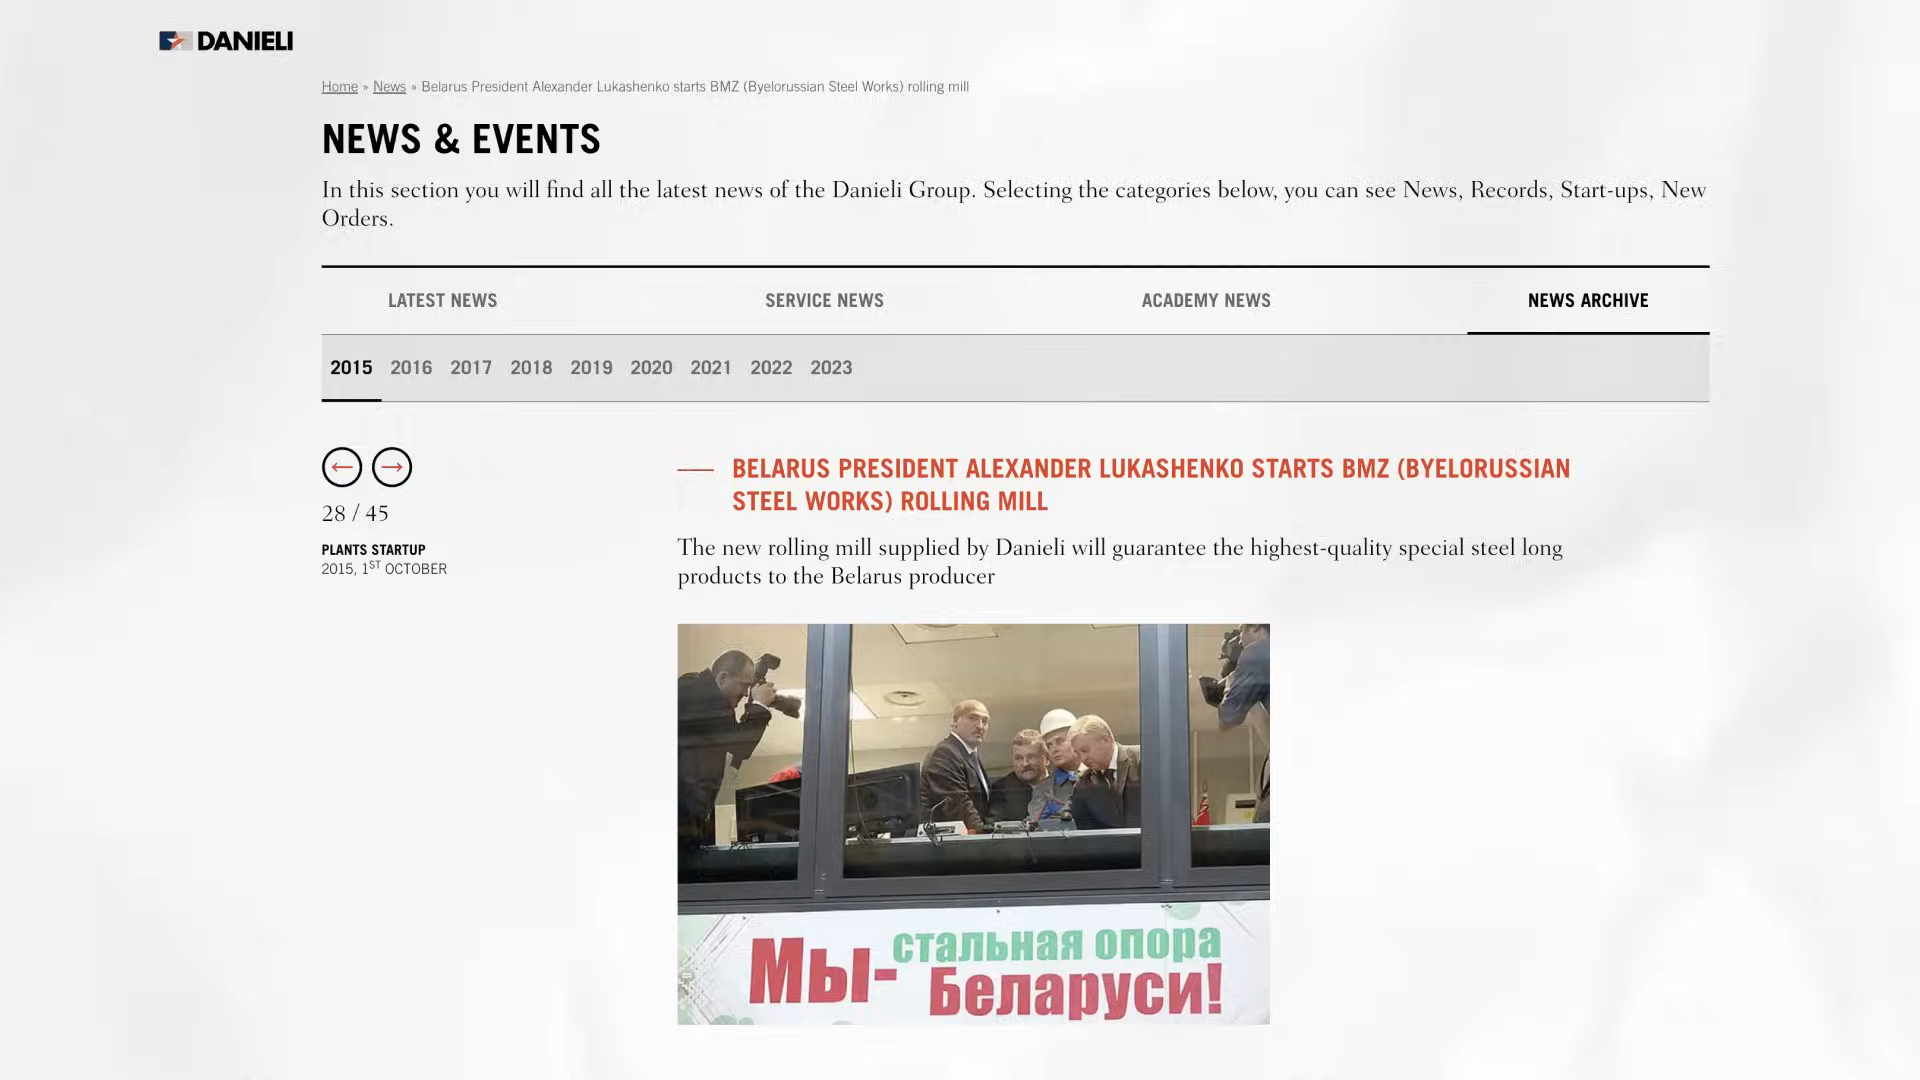 DANIELI
Home » News » Belarus President Alexander Lukashenko starts BMZ (Byelorussian Steel Works) rolling mill
NEWS & EVENTS
In this section you will find all the latest news of the Danieli Group. Selecting the categories below, you can see News, Records, Start-ups, New
Orders.
LATEST NEWS
SERVICE NEWS
ACADEMY NEWS
NEWS ARCHIVE
2015 2016 2017 2018 2019 2020 2021 2022 2023
28 / 45
PLANTS STARTUP
2015, 1ST OCTOBER
BELARUS PRESIDENT ALEXANDER LUKASHENKO STARTS BMZ (BYELORUSSIAN
STEEL WORKS) ROLLING MILL
The new rolling mill supplied by Danieli will guarantee the highest-quality special steel long
products to the Belarus producer
Мы- стальная опора
Беларуси!